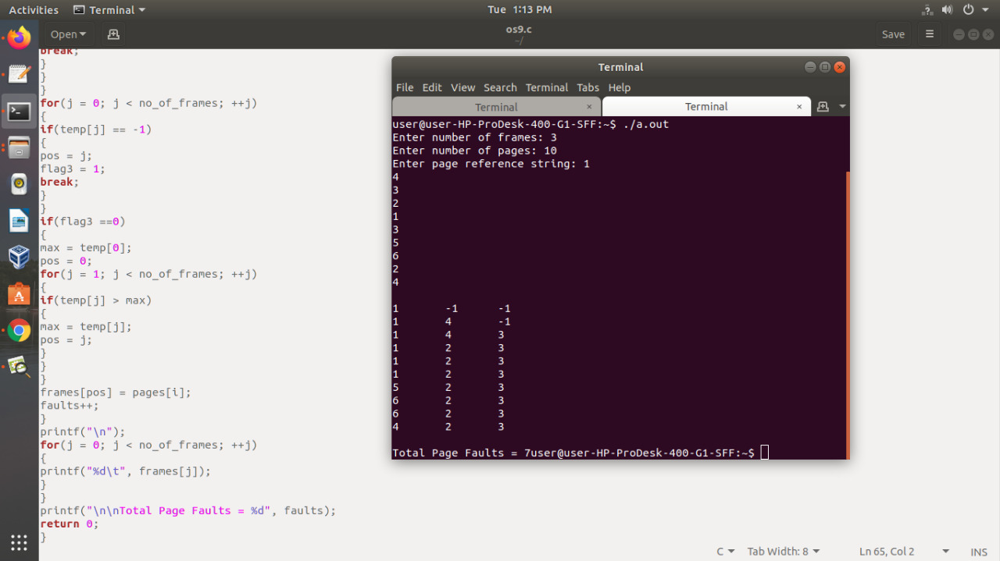 Activities Terminal Tue 1:13 PM
Open os9.c Save
~/
break;
}
}
}
for(j = 0; j < no_of_frames; ++j)
{
if(temp[j] == -1)
{
pos = j;
flag3 = 1;
break;
}
}
if(flag3 ==0)
{
max = temp[0];
pos = 0;
for(j = 1; j < no_of_frames; ++j)
{
if(temp[j] > max)
{
max = temp[j];
pos = j;
}
}
}
frames[pos] = pages[i];
faults++;
}
printf("\n");
for(j = 0; j < no_of_frames; ++j)
{
printf("%d\t", frames[j]);
}
}
printf("\n\nTotal Page Faults = %d", faults);
return 0;
}
Terminal
File Edit View Search Terminal Tabs Help
Terminal × Terminal ×
user@user-HP-ProDesk-400-G1-SFF:~$ ./a.out
Enter number of frames: 3
Enter number of pages: 10
Enter page reference string: 1
4
3
2
1
3
5
6
2
4
1 -1 -1
1 4 -1
1 4 3
1 2 3
1 2 3
1 2 3
5 2 3
6 2 3
6 2 3
4 2 3
Total Page Faults = 7user@user-HP-ProDesk-400-G1-SFF:~$
C Tab Width: 8 Ln 65, Col 2 INS